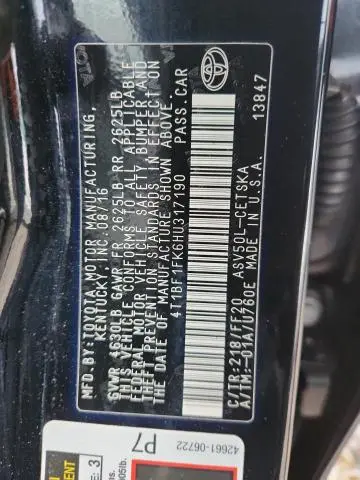 MFD. BY: TOYOTA MOTOR MANUFACTURING,
KENTUCKY, INC. 08/16
GVWR 4630LB GAWR FR 2625LB RR 2625LB
THIS VEHICLE CONFORMS TO ALL APPLICABLE
FEDERAL MOTOR VEHICLE SAFETY, BUMPER, AND
THEFT PREVENTION STANDARDS IN EFFECT ON
THE DATE OF MANUFACTURE SHOWN ABOVE.
4T1BF1FK6HU317190 PASS. CAR
C/TR: 218/FF20 ASV50L-CETSKA
A/TM: -01A/U760E MADE IN U.S.A. 13847
42661-06722
P7
3